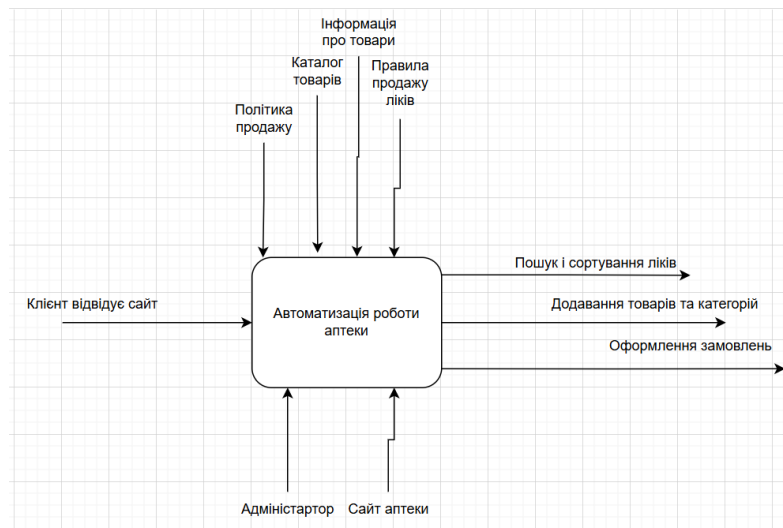 Інформація
про товари
Каталог
товарів
Правила
продажу
ліків
Політика
продажу
Клієнт відвідує сайт
Автоматизація роботи
аптеки
Пошук і сортування ліків
Додавання товарів та категорій
Оформлення замовлень
Адміністартор
Сайт аптеки